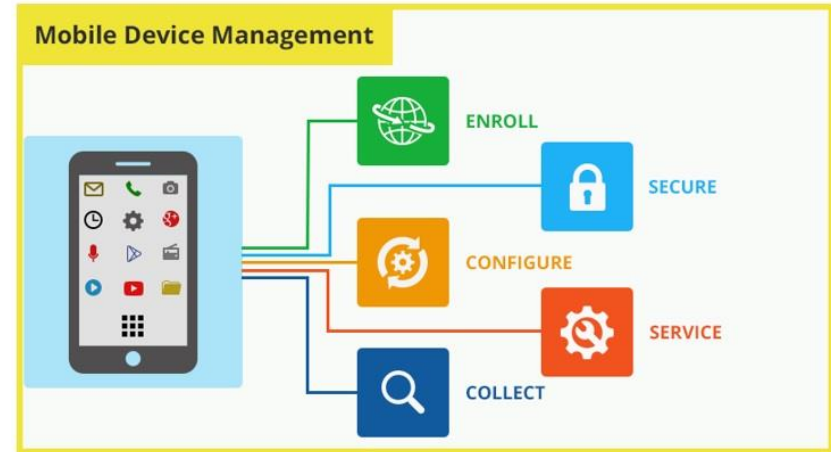 Mobile Device Management
ENROLL
SECURE
CONFIGURE
SERVICE
COLLECT